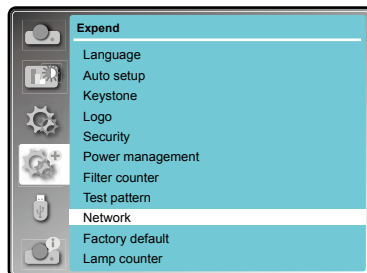 Expend
Language
Auto setup
Keystone
Logo
Security
Power management
Filter counter
Test pattern
Network
Factory default
Lamp counter